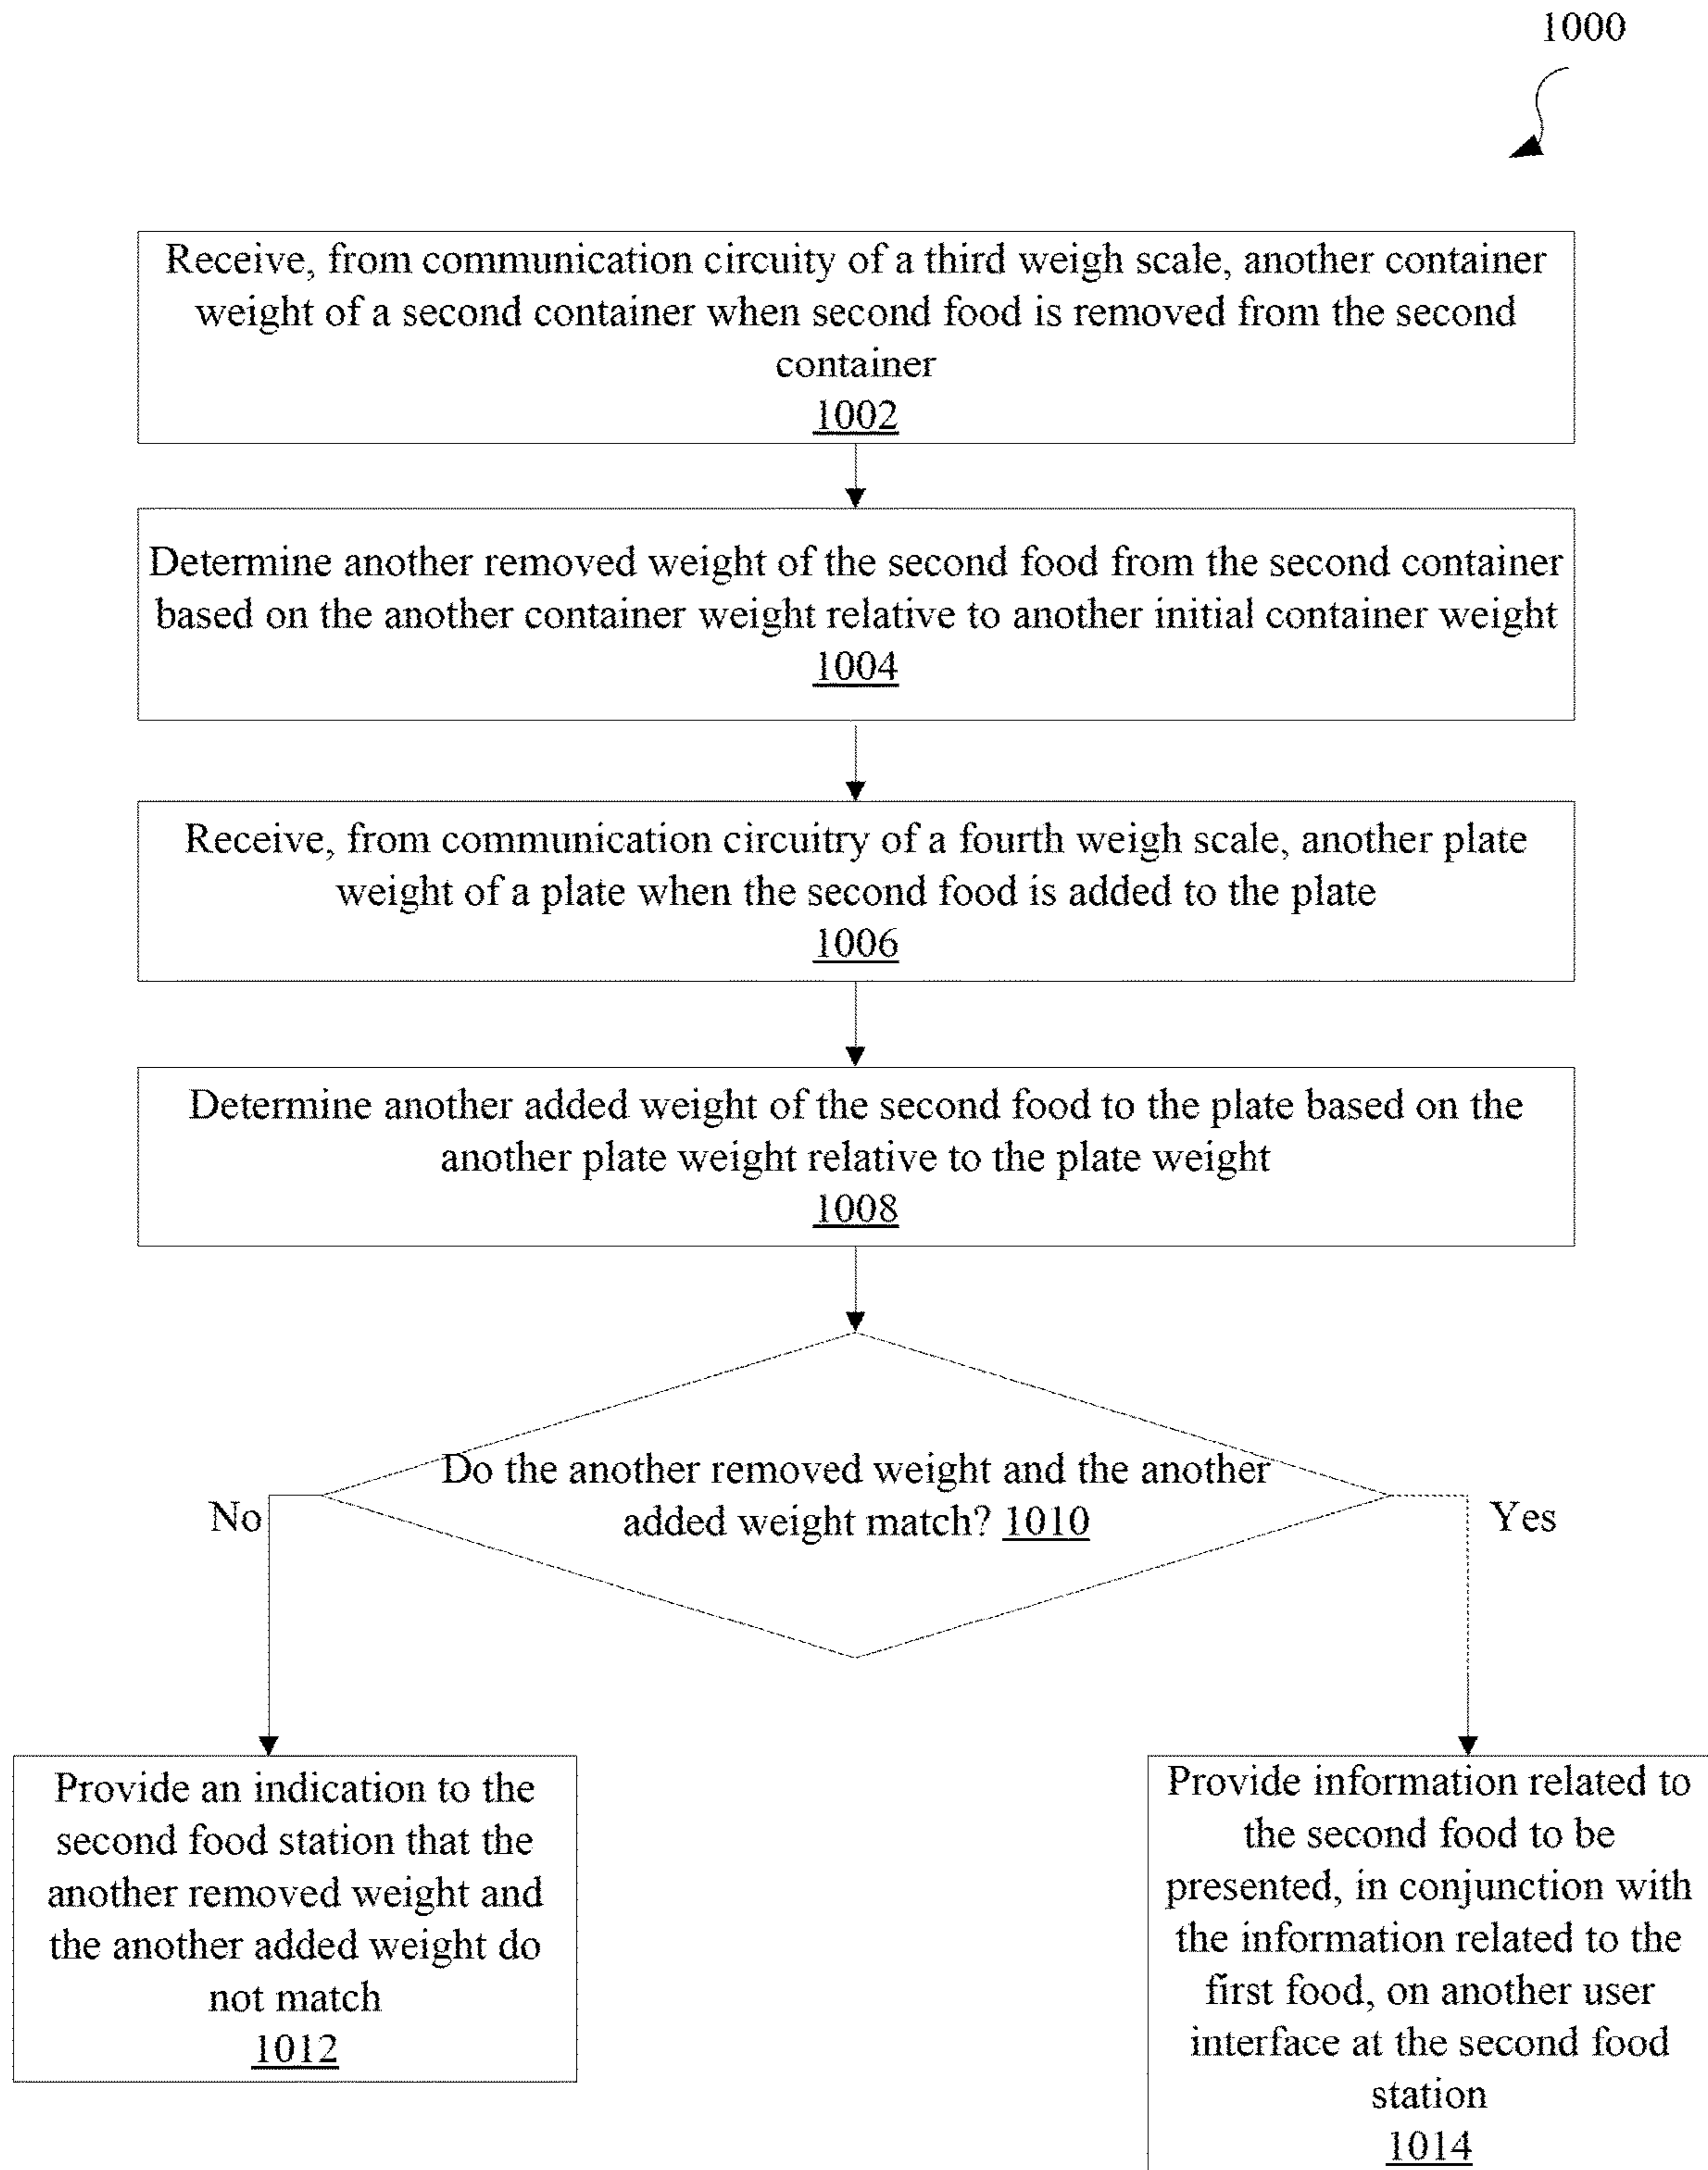 1000
Receive, from communication circuity of a third weigh scale, another container
weight of a second container when second food is removed from the second
container
1002
Determine another removed weight of the second food from the second container
based on the another container weight relative to another initial container weight
1004
Receive, from communication circuitry of a fourth weigh scale, another plate
weight of a plate when the second food is added to the plate
1006
Determine another added weight of the second food to the plate based on the
another plate weight relative to the plate weight
1008
Do the another removed weight and the another
added weight match? 1010
No
Yes
Provide an indication to the
second food station that the
another removed weight and
the another added weight do
not match
1012
Provide information related to
the second food to be
presented, in conjunction with
the information related to the
first food, on another user
interface at the second food
station
1014